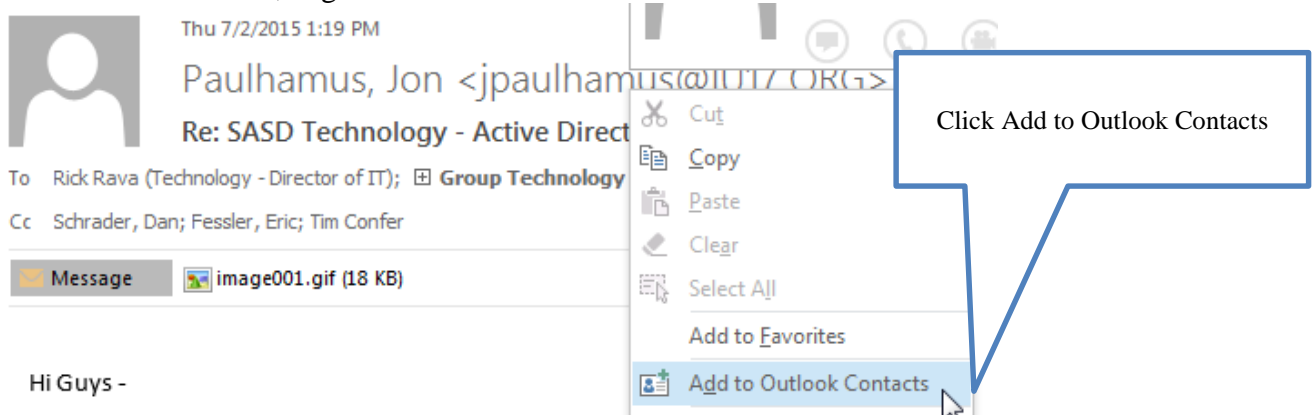 Thu 7/2/2015 1:19 PM
Paulhamus, Jon <jpaulhamus@IU17.ORG>
Re: SASD Technology - Active Direct
To Rick Rava (Technology - Director of IT); Group Technology
Cc Schrader, Dan; Fessler, Eric; Tim Confer
Message image001.gif (18 KB)
Hi Guys -
Cut
Copy
Paste
Clear
Select All
Add to Favorites
Add to Outlook Contacts
Click Add to Outlook Contacts